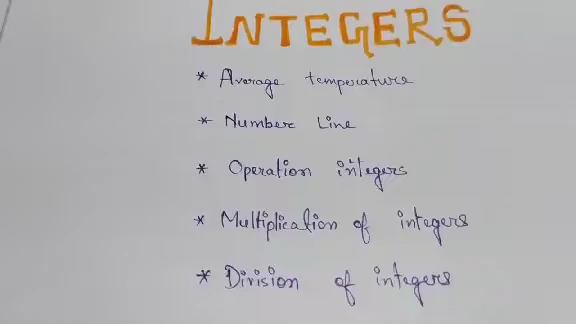 INTEGERS
* Average temperature
* Number Line
* Operation integers
* Multiplication of integers
* Division of integers